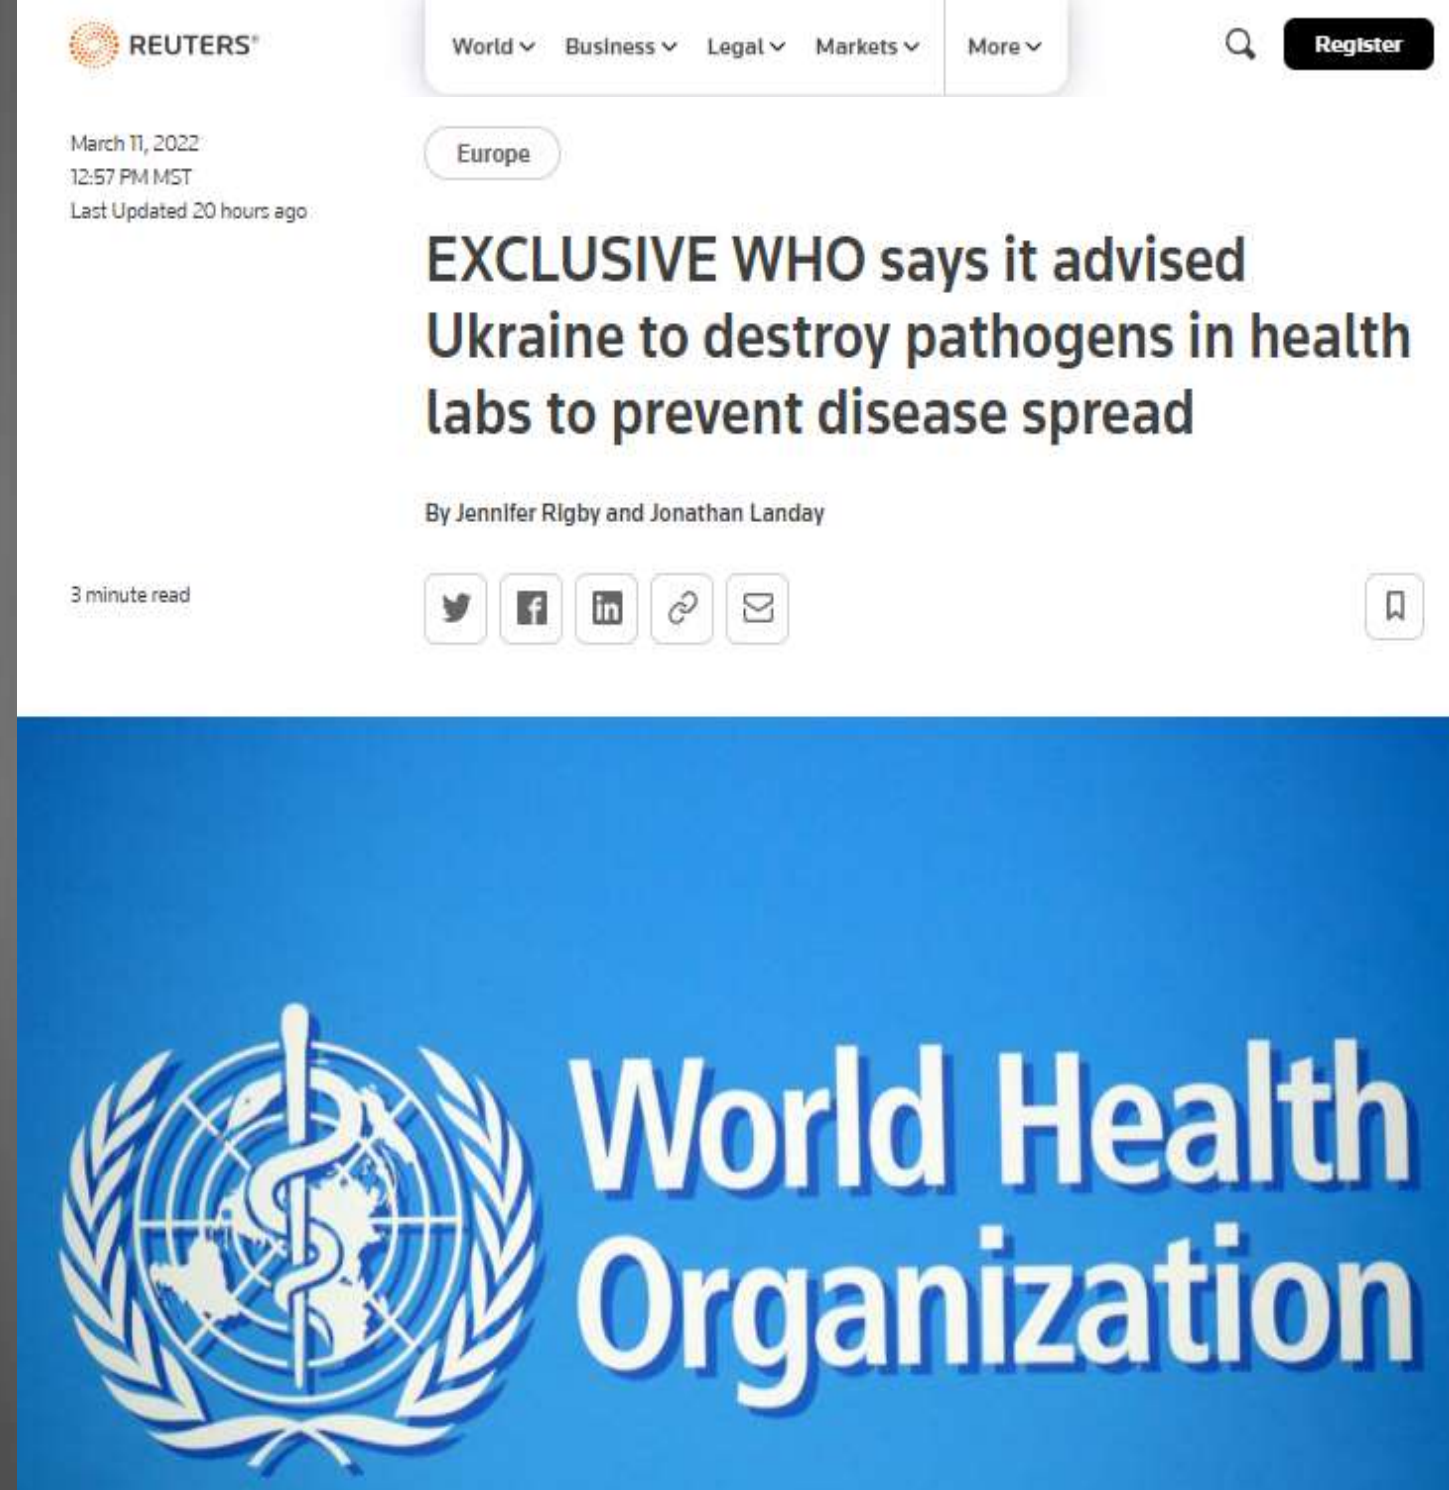 REUTERS®
World Business Legal Markets More
Register
March 11, 2022
12:57 PM MST
Last Updated 20 hours ago
Europe
EXCLUSIVE WHO says it advised
Ukraine to destroy pathogens in health
labs to prevent disease spread
By Jennifer Rigby and Jonathan Landay
3 minute read
World Health
Organization